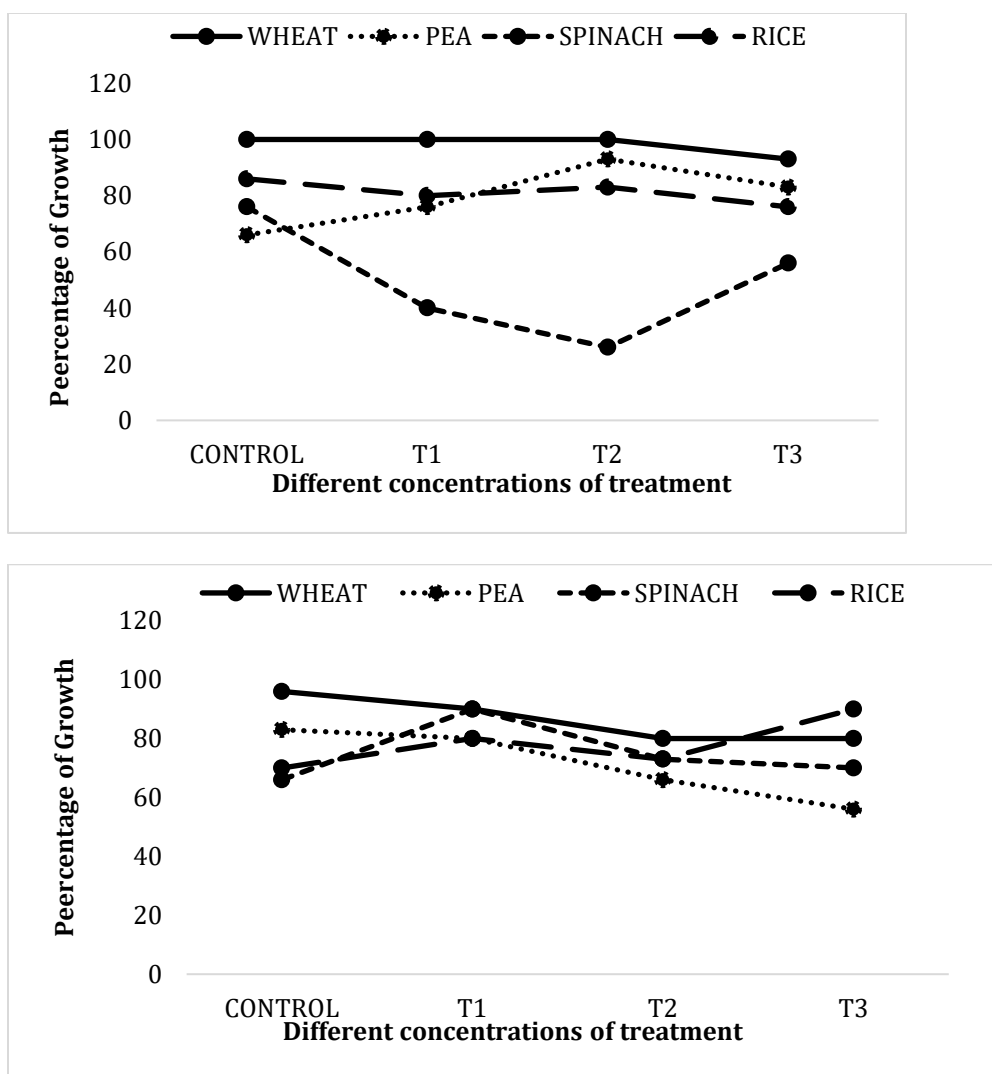 WHEAT PEA SPINACH RICE
120
100
80
60
40
20
0
Peercentage of Growth
CONTROL T1 T2 T3
Different concentrations of treatment
WHEAT PEA SPINACH RICE
120
100
80
60
40
20
0
Peercentage of Growth
CONTROL T1 T2 T3
Different concentrations of treatment